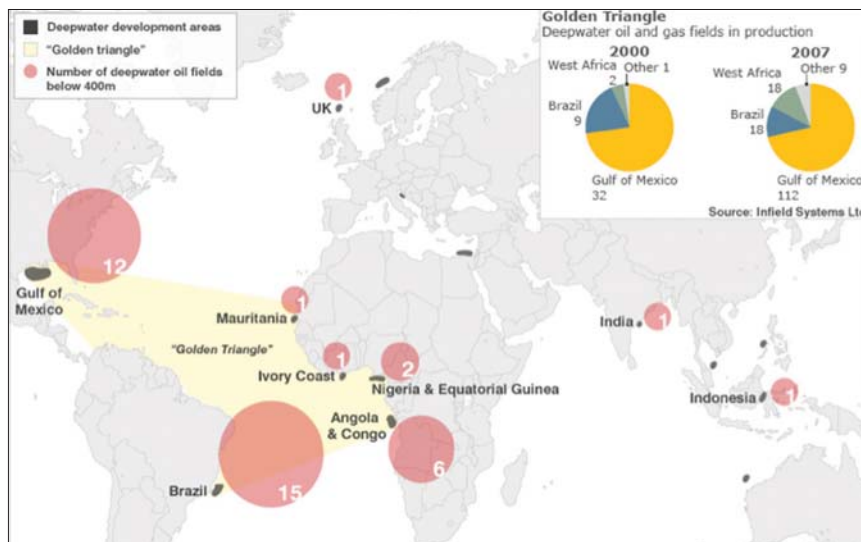 Deepwater development areas
"Golden triangle"
Number of deepwater oil fields
below 400m
Golden Triangle
Deepwater oil and gas fields in production
2000
West Africa
2
Other 1
Brazil
9
Gulf of Mexico
32
2007
West Africa
18
Other 9
Brazil
18
Gulf of Mexico
112
Source: Infield Systems Ltd
1
UK
12
Gulf of
Mexico
1
Mauritania
"Golden Triangle"
1
Ivory Coast
2
Nigeria & Equatorial Guinea
Angola
& Congo
6
15
Brazil
1
India
1
Indonesia